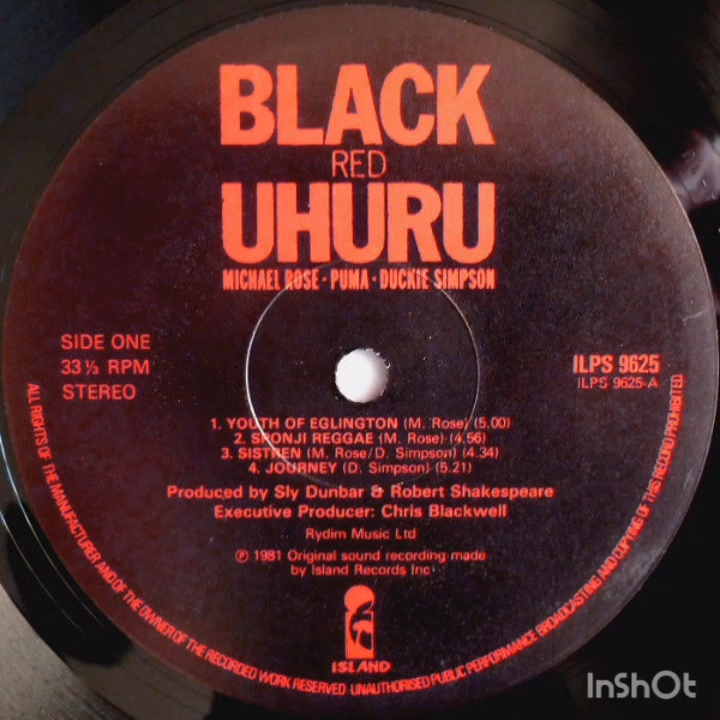 BLACK
RED
UHURU
MICHAEL ROSE · PUMA · DUCKIE SIMPSON
SIDE ONE
33 ⅓ RPM
STEREO
ILPS 9625
ILPS 9625-A
1. YOUTH OF EGLINGTON (M. Rose) (5.00)
2. SPONJI REGGAE (M. Rose) (4.56)
3. SISTREN (M. Rose/D. Simpson) (4.34)
4. JOURNEY (D. Simpson) (5.21)
Produced by Sly Dunbar & Robert Shakespeare
Executive Producer: Chris Blackwell
Rydim Music Ltd
℗ 1981 Original sound recording made
by Island Records Inc
ISLAND
ALL RIGHTS OF THE MANUFACTURER AND OF THE OWNER OF THE RECORDED WORK RESERVED UNAUTHORISED PUBLIC PERFORMANCE BROADCASTING AND COPYING OF THIS RECORD PROHIBITED
InShOt